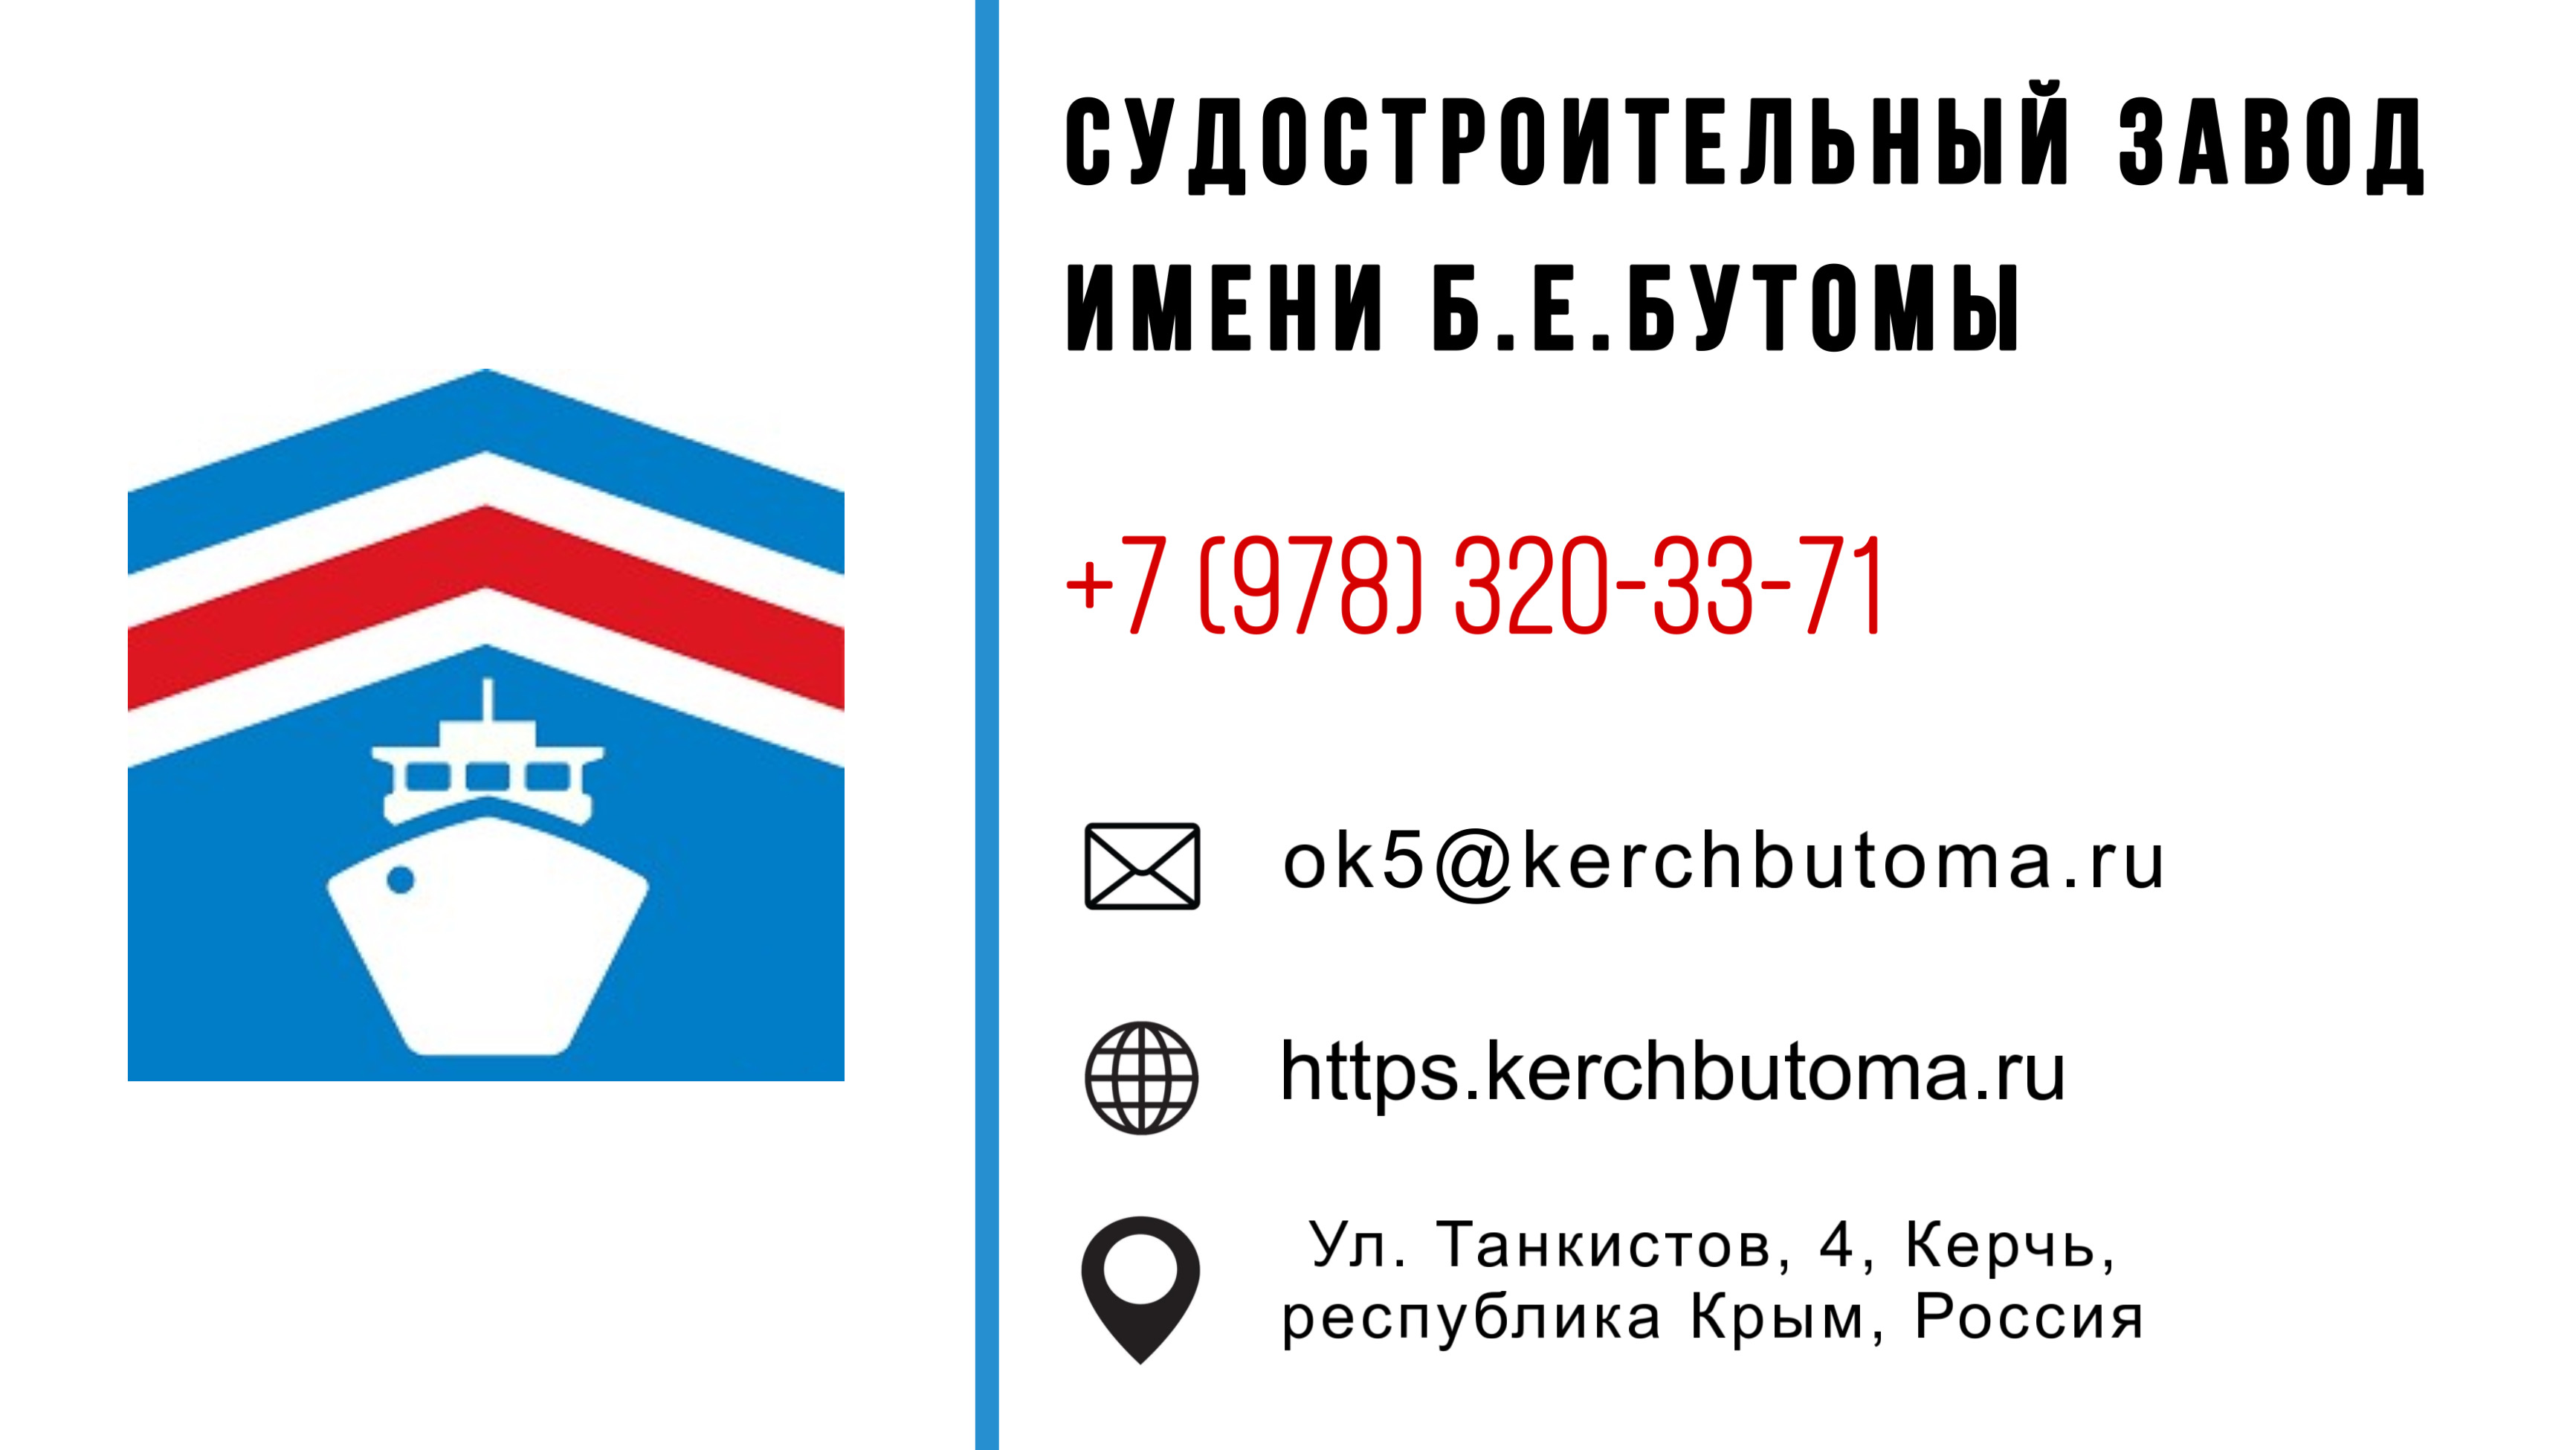 СУДОСТРОИТЕЛЬНЫЙ ЗАВОД
ИМЕНИ Б.Е.БУТОМЫ
+7 (978) 320-33-71
ok5@kerchbutoma.ru
https.kerchbutoma.ru
Ул. Танкистов, 4, Керчь,
республика Крым, Россия